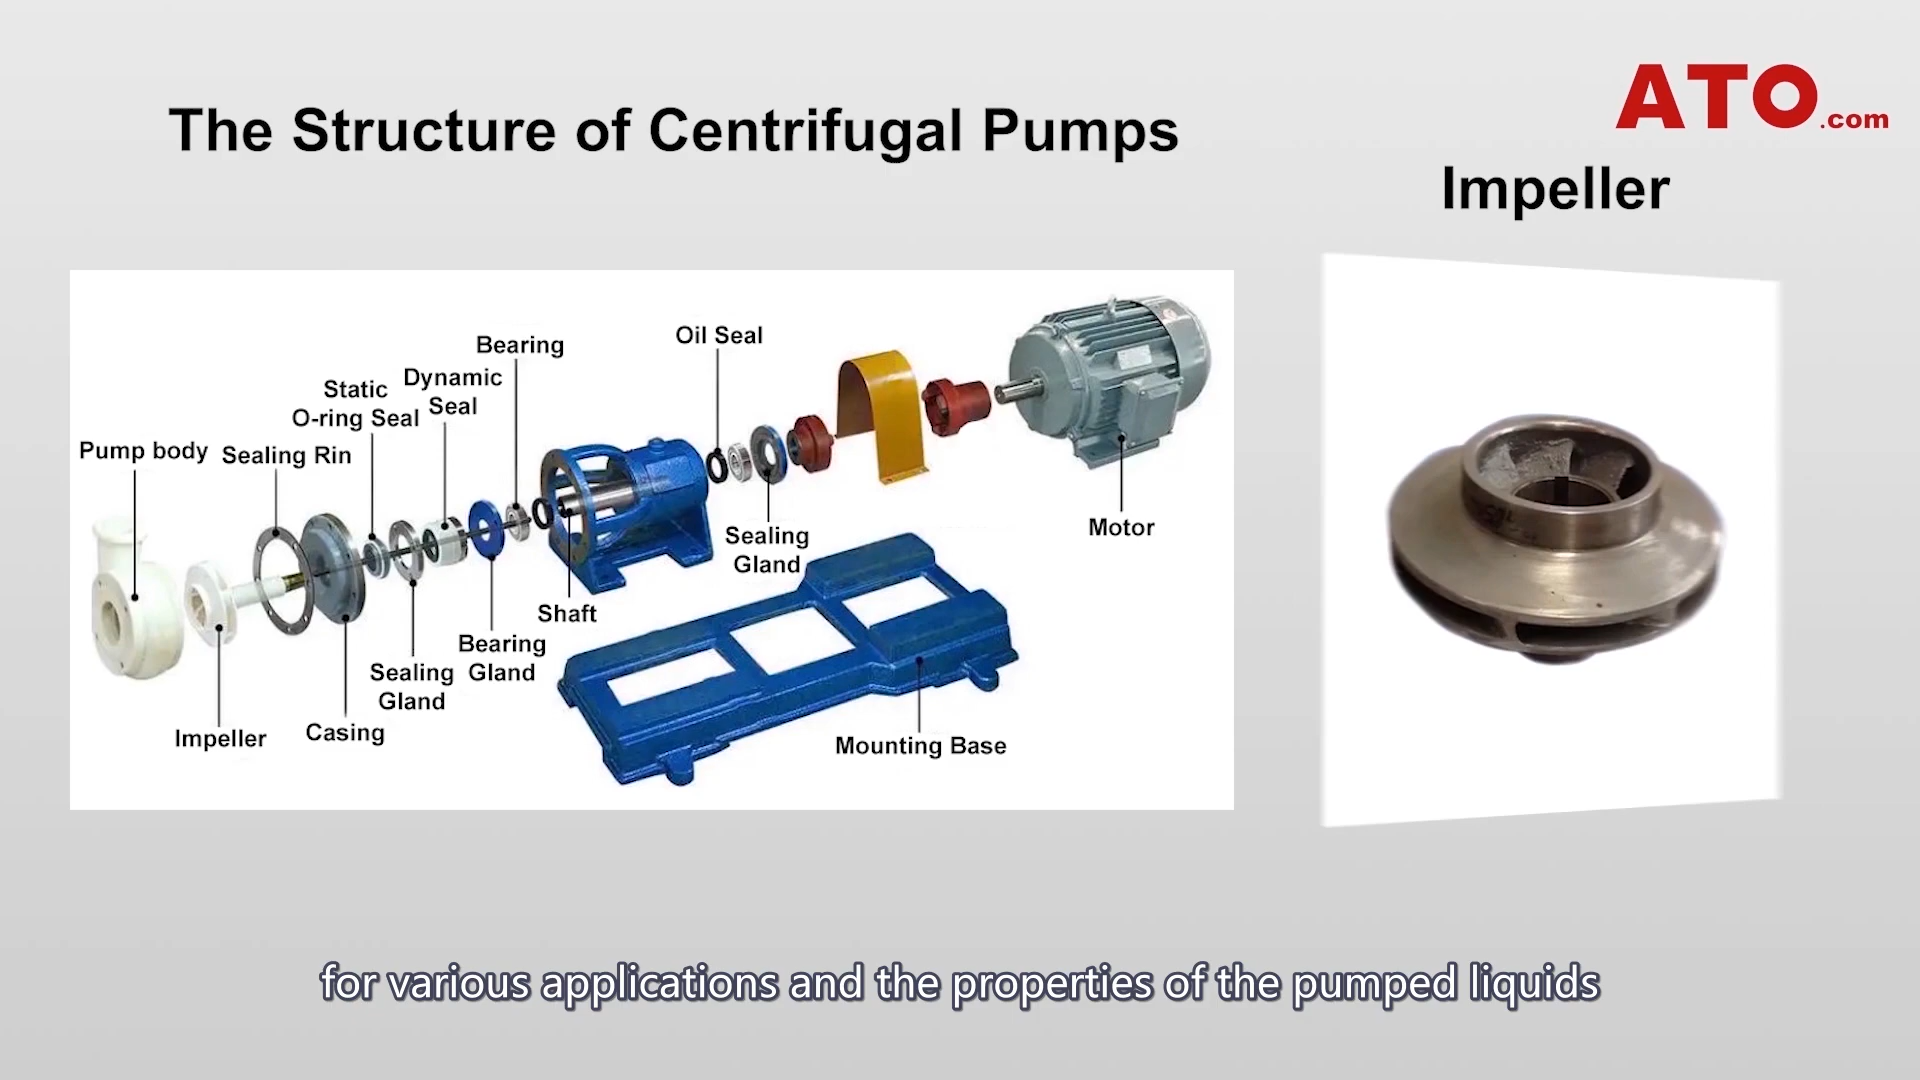 ATO.com
The Structure of Centrifugal Pumps
Impeller
Oil Seal
Bearing
Dynamic
Seal
Static
O-ring Seal
Pump body
Sealing Rin
Motor
Sealing
Gland
Shaft
Bearing
Gland
Sealing
Gland
Casing
Impeller
Mounting Base
for various applications and the properties of the pumped liquids